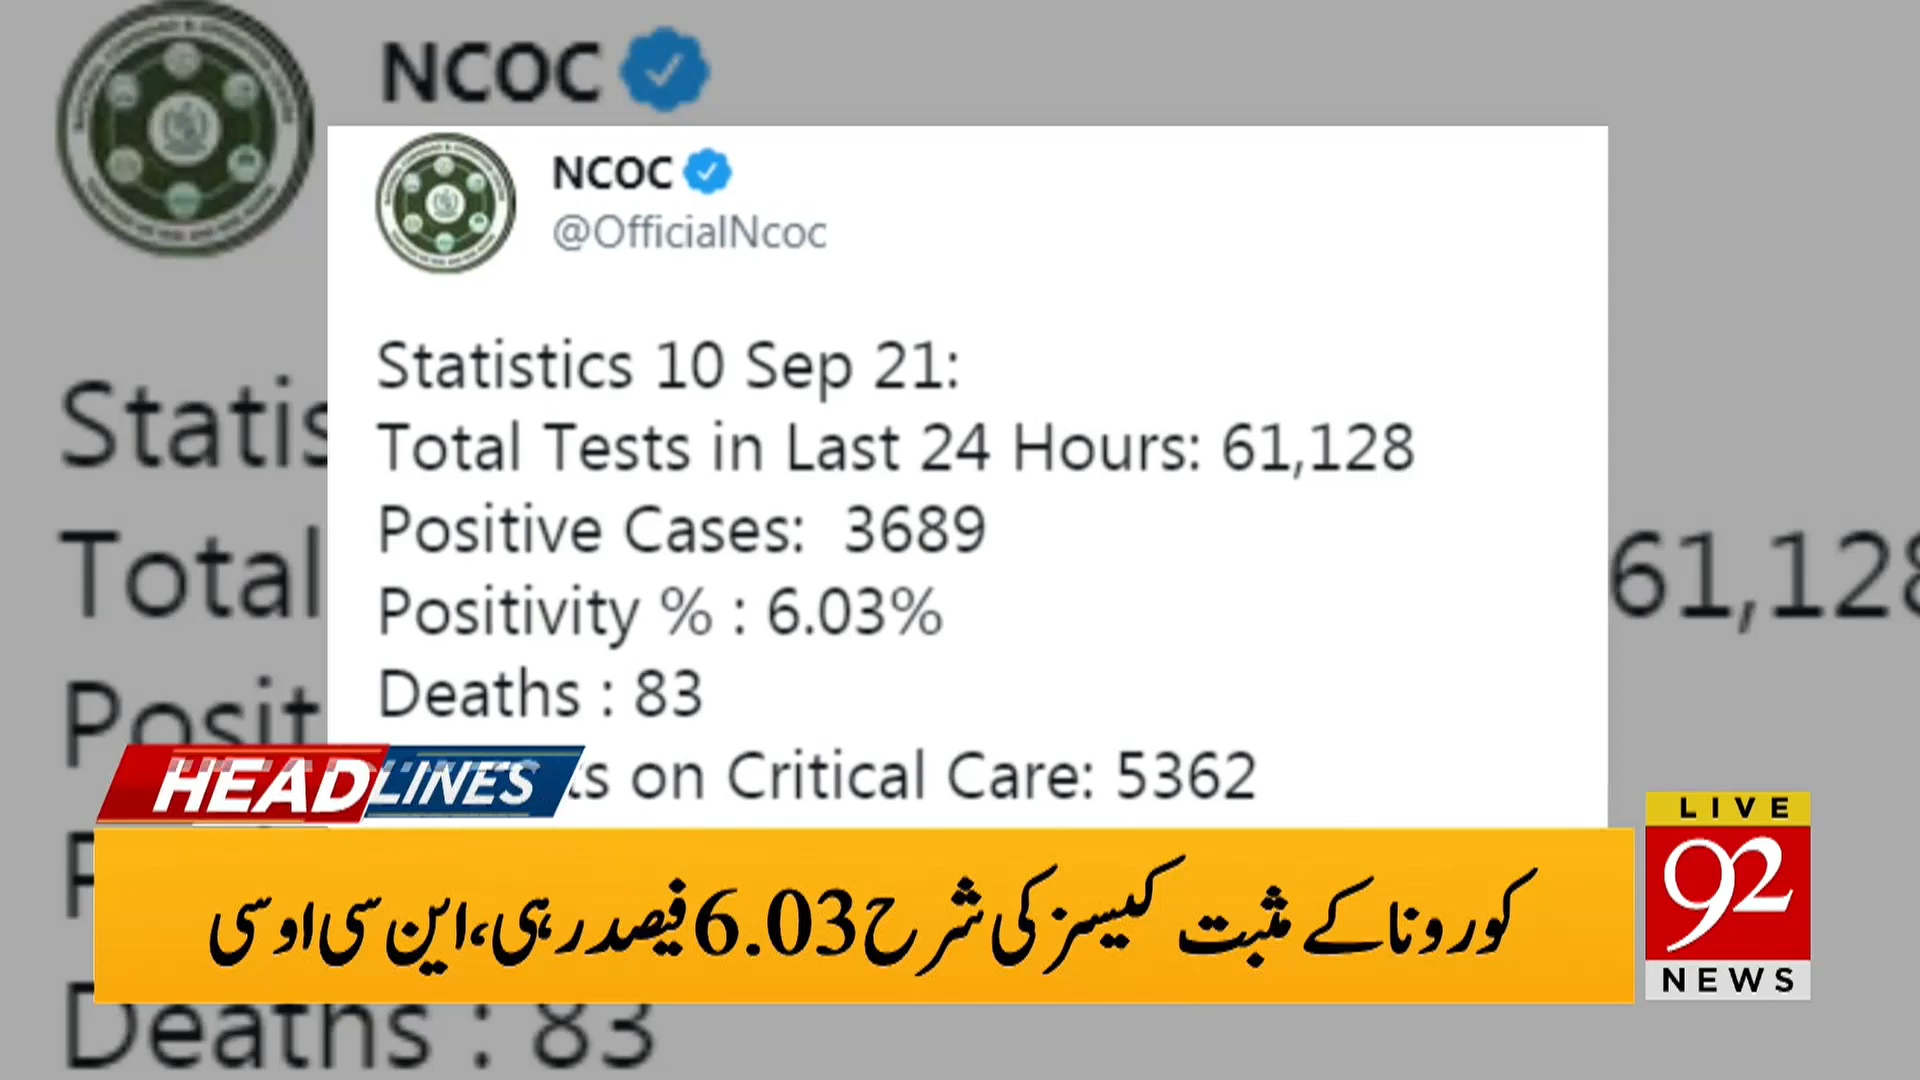 NCOC
NCOC
@OfficialNcoc
Statistics 10 Sep 21:
Total Tests in Last 24 Hours: 61,128
Positive Cases: 3689
Positivity % : 6.03%
Deaths : 83
on Critical Care: 5362
Total
61,128
Deaths : 83
HEADLINES
کورونا کے مثبت کیسز کی شرح 6.03 فیصد رہی، این سی او سی
LIVE
92
NEWS